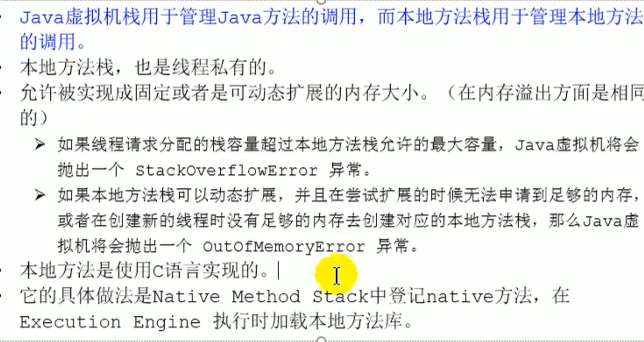 Java虚拟机栈用于管理Java方法的调用，而本地方法栈用于管理本地方法
的调用。
本地方法栈，也是线程私有的。
允许被实现成固定或者是可动态扩展的内存大小。（在内存溢出方面是相同
的）
如果线程请求分配的栈容量超过本地方法栈允许的最大容量，Java虚拟机将会
抛出一个 StackOverflowError 异常。
如果本地方法栈可以动态扩展，并且在尝试扩展的时候无法申请到足够的内存，
或者在创建新的线程时没有足够的内存去创建对应的本地方法栈，那么Java虚
拟机将会抛出一个 OutOfMemoryError 异常。
本地方法是使用C语言实现的。
它的具体做法是Native Method Stack中登记native方法，在
Execution Engine 执行时加载本地方法库。